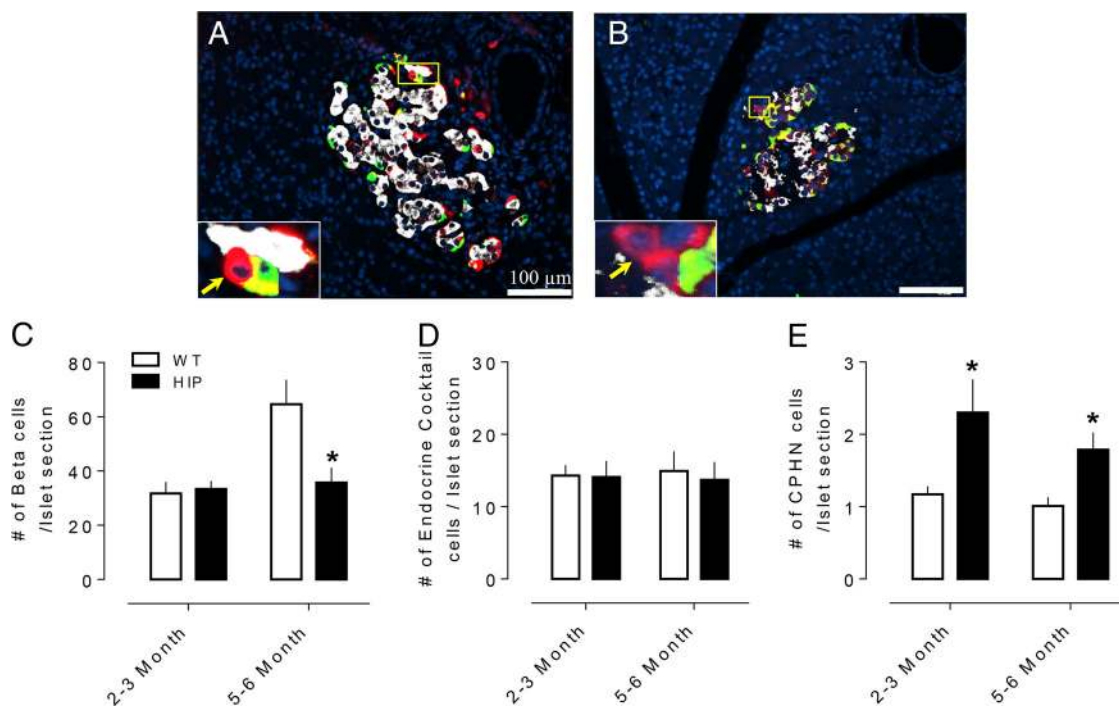 A
B
100 µm
C
# of Beta cells
/Islet section
80
60
40
20
0
WT
HIP
*
2-3 Month
5-6 Month
D
# of Endocrine Cocktail
cells / Islet section
30
20
10
0
2-3 Month
5-6 Month
E
# of CPHN cells
/Islet section
3
2
1
0
*
*
2-3 Month
5-6 Month